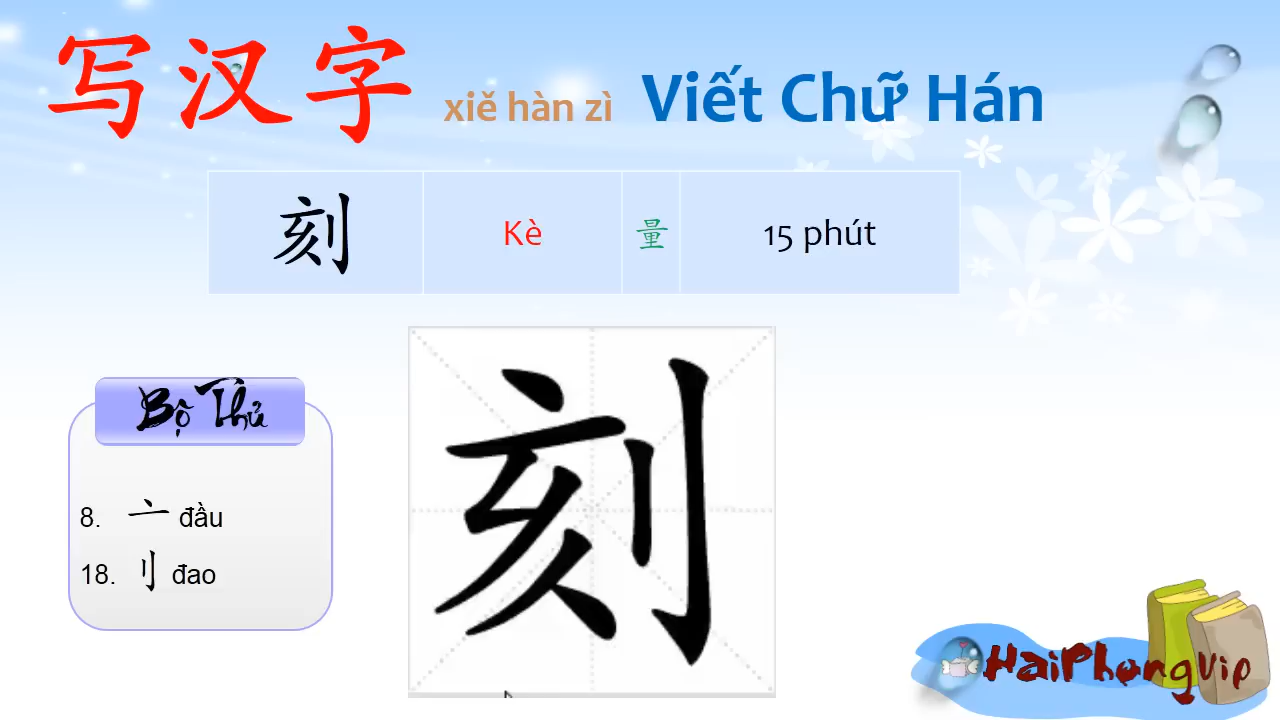 写汉字 xiě hàn zì Viết Chữ Hán
刻 Kè 量 15 phút
Bộ Thủ
8. 亠 đầu
18. 刂 đao
刻
HaiPhongVip